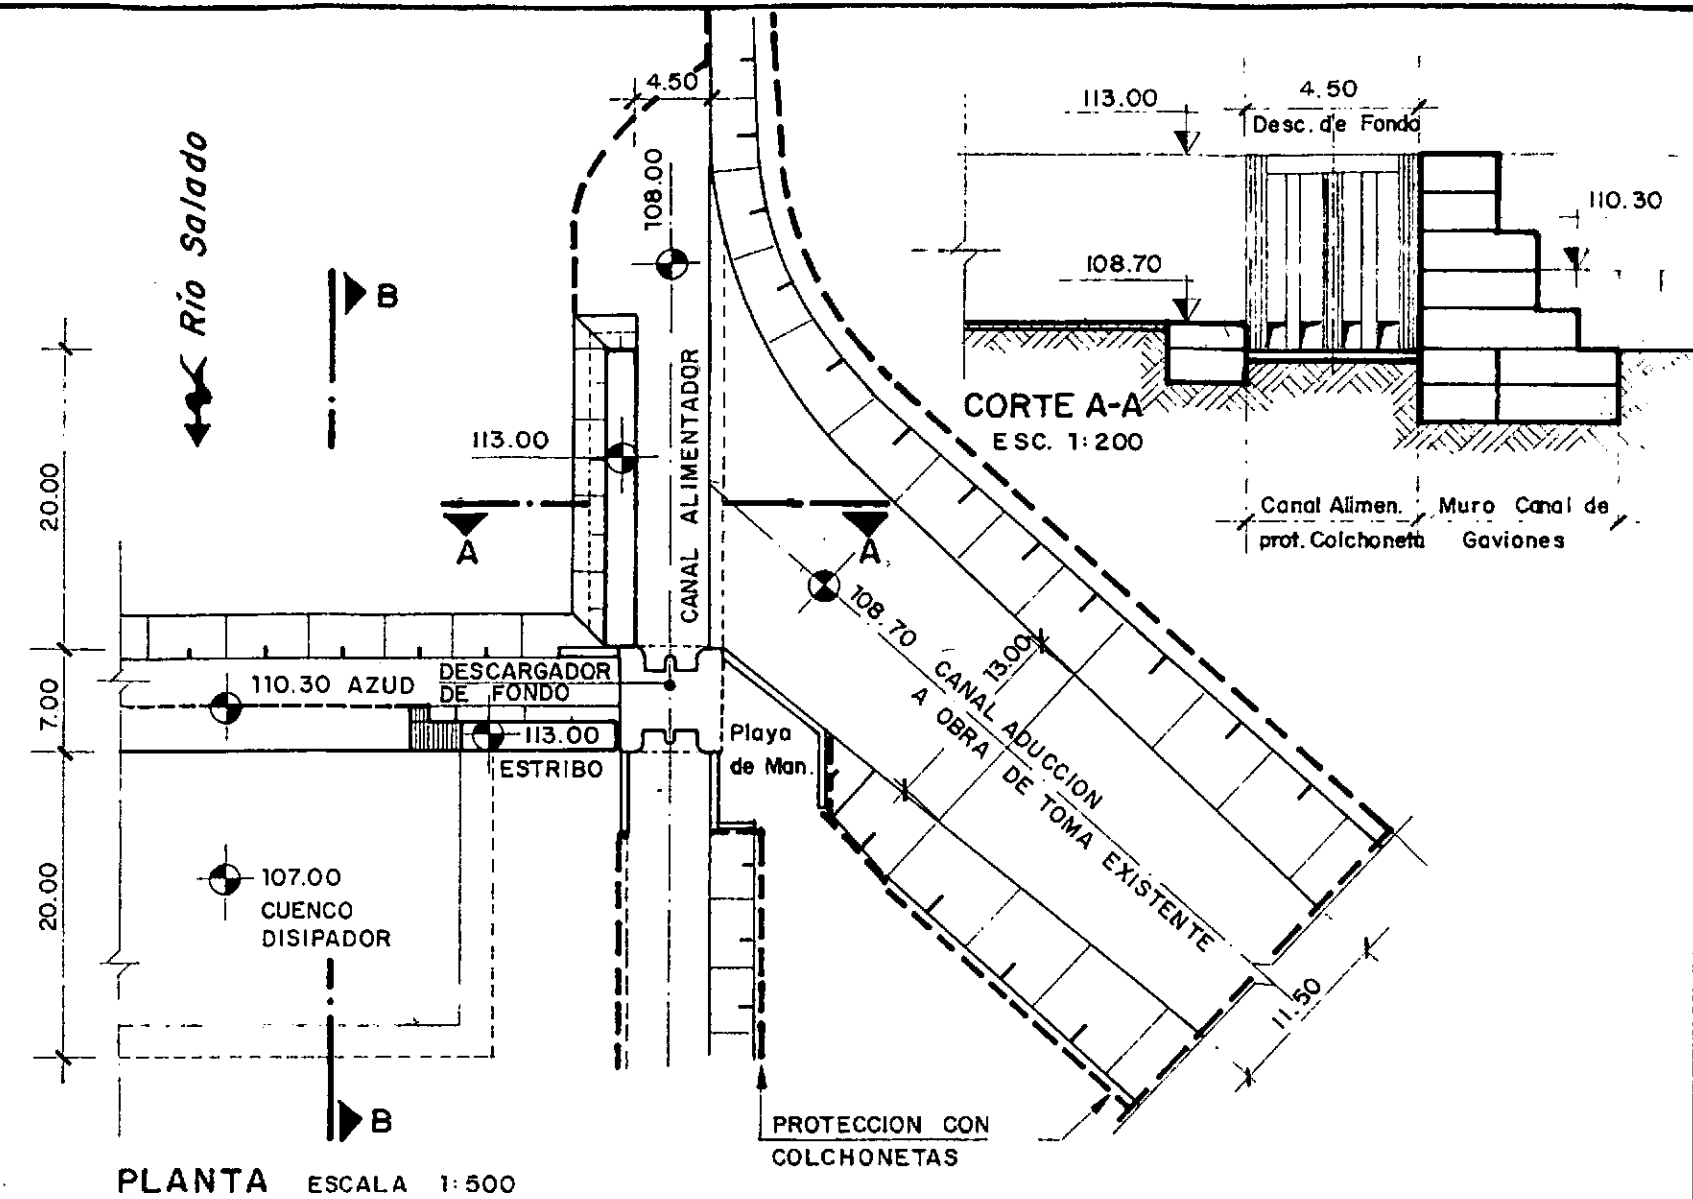 Río Salado
4.50
108.00
B
113.00
CANAL ALIMENTADOR
A
A
20.00
7.00
20.00
110.30 AZUD
DESCARGADOR
DE FONDO
113.00
ESTRIBO
Playa
de Man.
107.00
CUENCO
DISIPADOR
B
108.70 CANAL ADUCCION
A OBRA DE TOMA EXISTENTE
13.00
11.50
PROTECCION CON
COLCHONETAS
PLANTA ESCALA 1:500
113.00
4.50
Desc. de Fondo
110.30
108.70
CORTE A-A
ESC. 1:200
Canal Alimen.
prot. Colchoneta
Muro Canal de
Gaviones